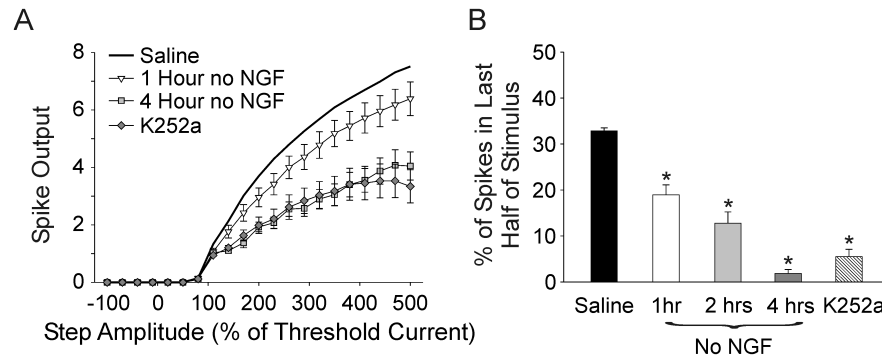 A
8
6
4
2
0
Spike Output
Saline
1 Hour no NGF
4 Hour no NGF
K252a
-100 0 100 200 300 400 500
Step Amplitude (% of Threshold Current)
B
50
40
30
20
10
0
% of Spikes in Last
Half of Stimulus
* * * *
Saline 1hr 2 hrs 4 hrs K252a
No NGF